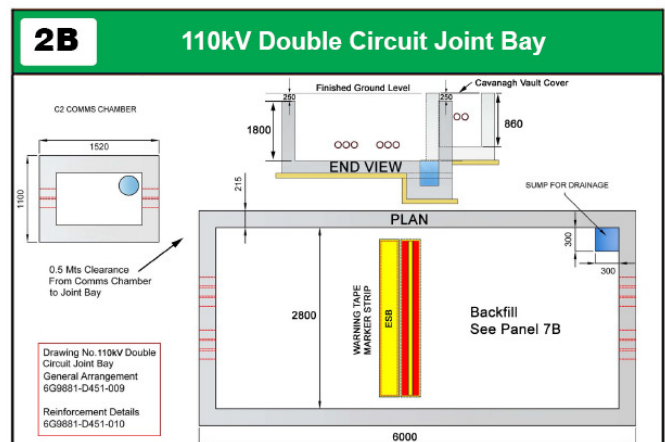 2B
110kV Double Circuit Joint Bay
C2 COMMS CHAMBER
1520
1100
Finished Ground Level
Cavanagh Vault Cover
250
250
1800
860
END VIEW
215
SUMP FOR DRAINAGE
PLAN
300
300
0.5 Mts Clearance
From Comms Chamber
to Joint Bay
2800
WARNING TAPE
MARKER STRIP
ESB
Backfill
See Panel 7B
Drawing No.110kV Double
Circuit Joint Bay
General Arrangement
6G9881-D451-009
Reinforcement Details
6G9881-D451-010
6000